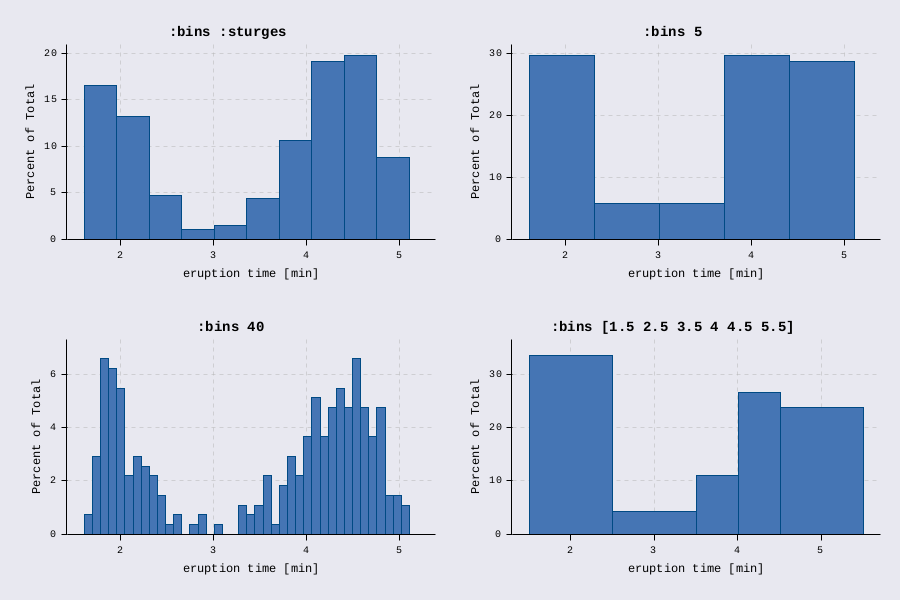 :bins :sturges
Percent of Total
20
15
10
5
0
2 3 4 5
eruption time [min]
:bins 5
Percent of Total
30
20
10
0
2 3 4 5
eruption time [min]
:bins 40
Percent of Total
6
4
2
0
2 3 4 5
eruption time [min]
:bins [1.5 2.5 3.5 4 4.5 5.5]
Percent of Total
30
20
10
0
2 3 4 5
eruption time [min]